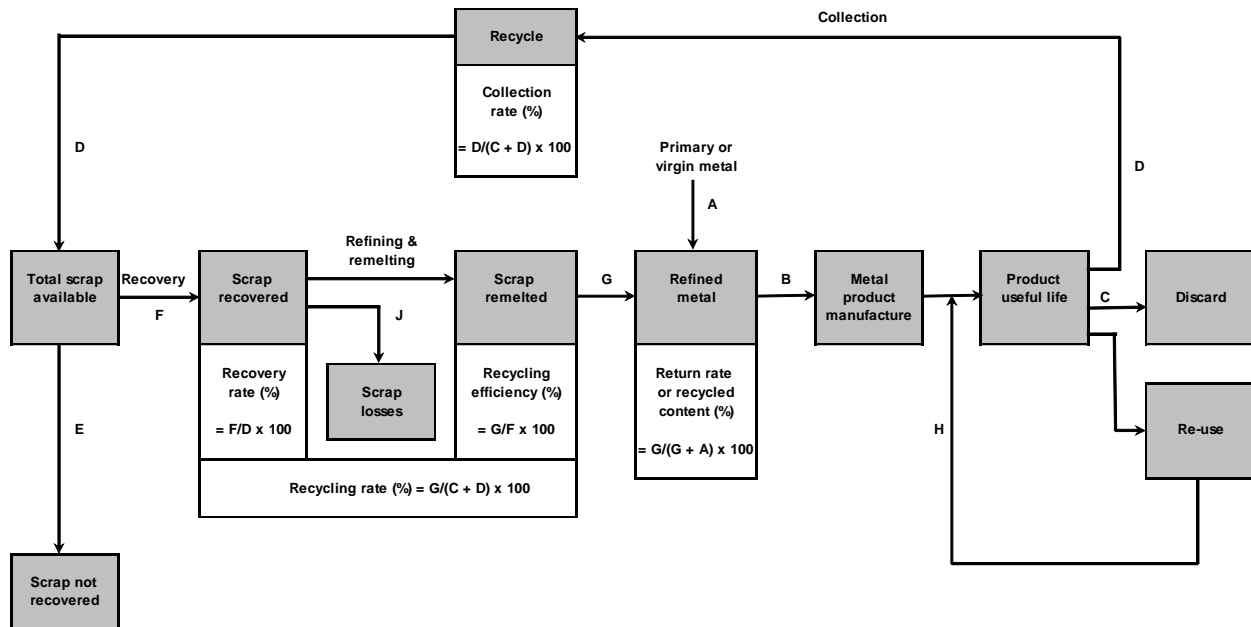 Collection
Recycle
Collection
rate (%)
= D/(C + D) x 100
D
D
Primary or
virgin metal
A
Total scrap
available
Recovery
F
Scrap
recovered
Refining &
remelting
J
Scrap
remelted
G
Refined
metal
B
Metal
product
manufacture
Product
useful life
C
Discard
Recovery
rate (%)
= F/D x 100
Scrap
losses
Recycling
efficiency (%)
= G/F x 100
Return rate
or recycled
content (%)
= G/(G + A) x 100
E
H
Re-use
Recycling rate (%) = G/(C + D) x 100
Scrap not
recovered